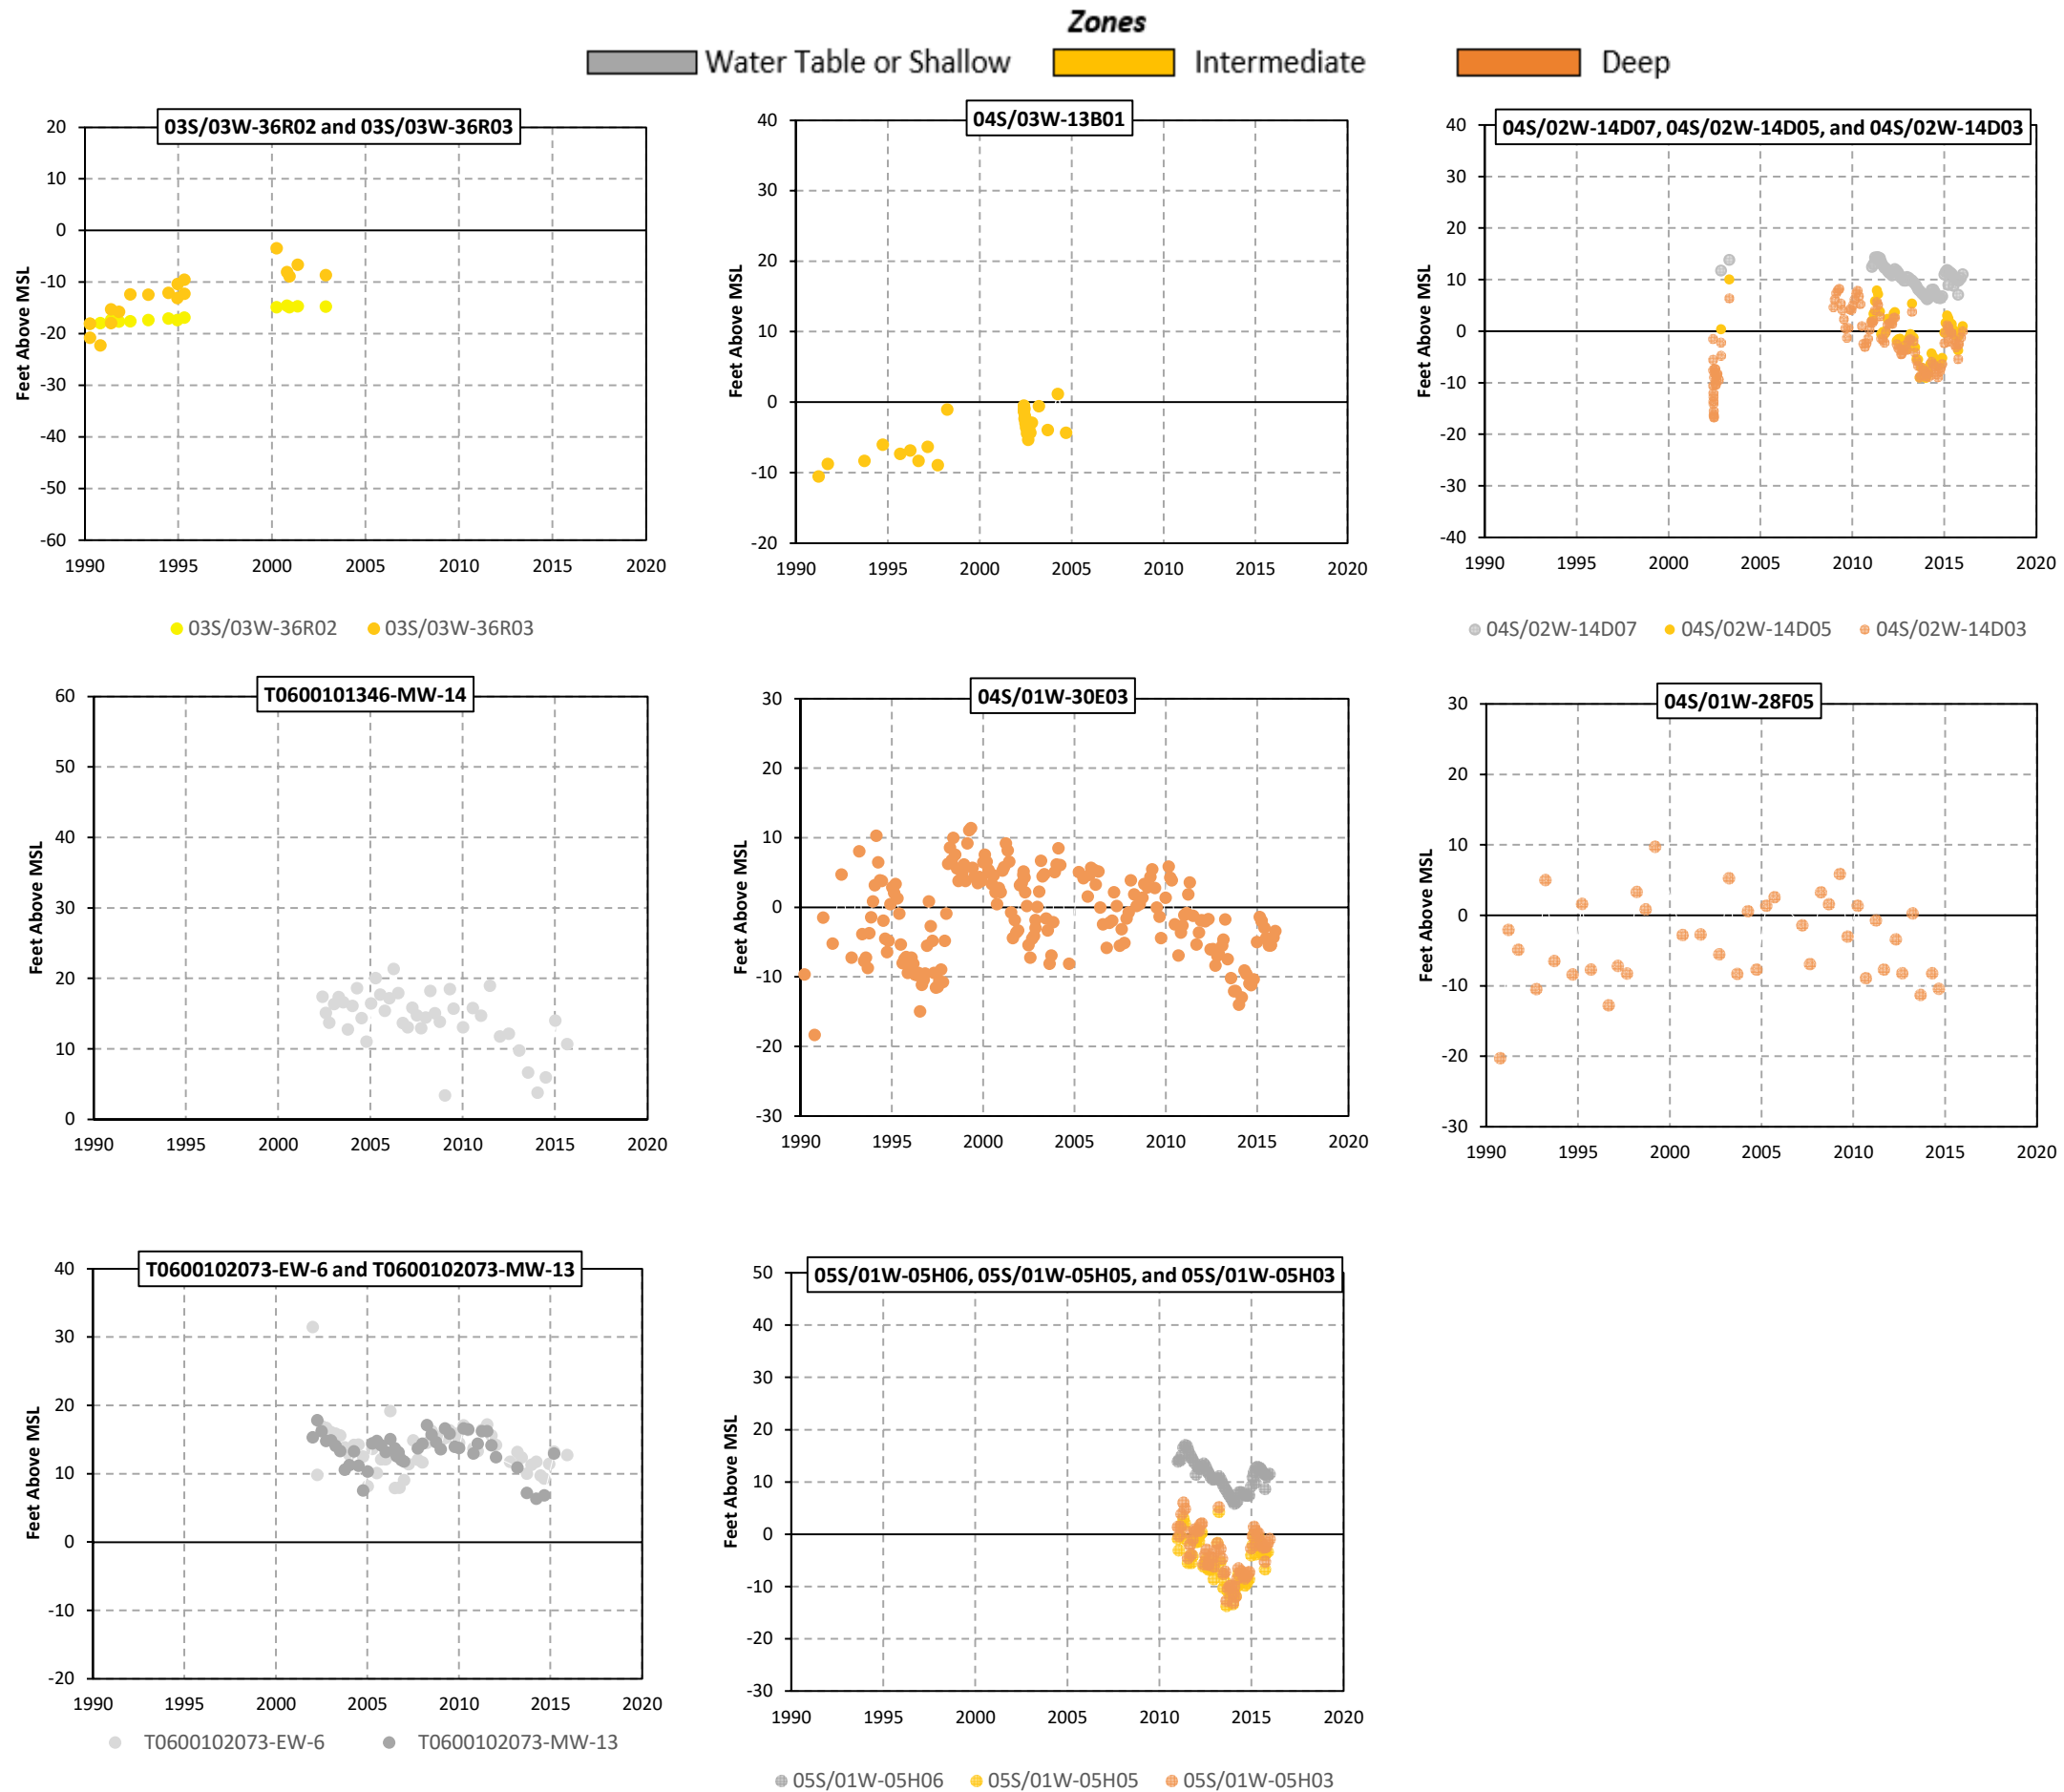 Zones
Water Table or Shallow Intermediate Deep
03S/03W-36R02 and 03S/03W-36R03
Feet Above MSL
20
10
0
-10
-20
-30
-40
-50
-60
1990 1995 2000 2005 2010 2015 2020
03S/03W-36R02 03S/03W-36R03
04S/03W-13B01
Feet Above MSL
40
30
20
10
0
-10
-20
1990 1995 2000 2005 2010 2015 2020
04S/02W-14D07, 04S/02W-14D05, and 04S/02W-14D03
Feet Above MSL
40
30
20
10
0
-10
-20
-30
-40
1990 1995 2000 2005 2010 2015 2020
04S/02W-14D07 04S/02W-14D05 04S/02W-14D03
T0600101346-MW-14
Feet Above MSL
60
50
40
30
20
10
0
1990 1995 2000 2005 2010 2015 2020
04S/01W-30E03
Feet Above MSL
30
20
10
0
-10
-20
-30
1990 1995 2000 2005 2010 2015 2020
04S/01W-28F05
Feet Above MSL
30
20
10
0
-10
-20
-30
1990 1995 2000 2005 2010 2015 2020
T0600102073-EW-6 and T0600102073-MW-13
Feet Above MSL
40
30
20
10
0
-10
-20
1990 1995 2000 2005 2010 2015 2020
T0600102073-EW-6 T0600102073-MW-13
05S/01W-05H06, 05S/01W-05H05, and 05S/01W-05H03
Feet Above MSL
50
40
30
20
10
0
-10
-20
-30
1990 1995 2000 2005 2010 2015 2020
05S/01W-05H06 05S/01W-05H05 05S/01W-05H03